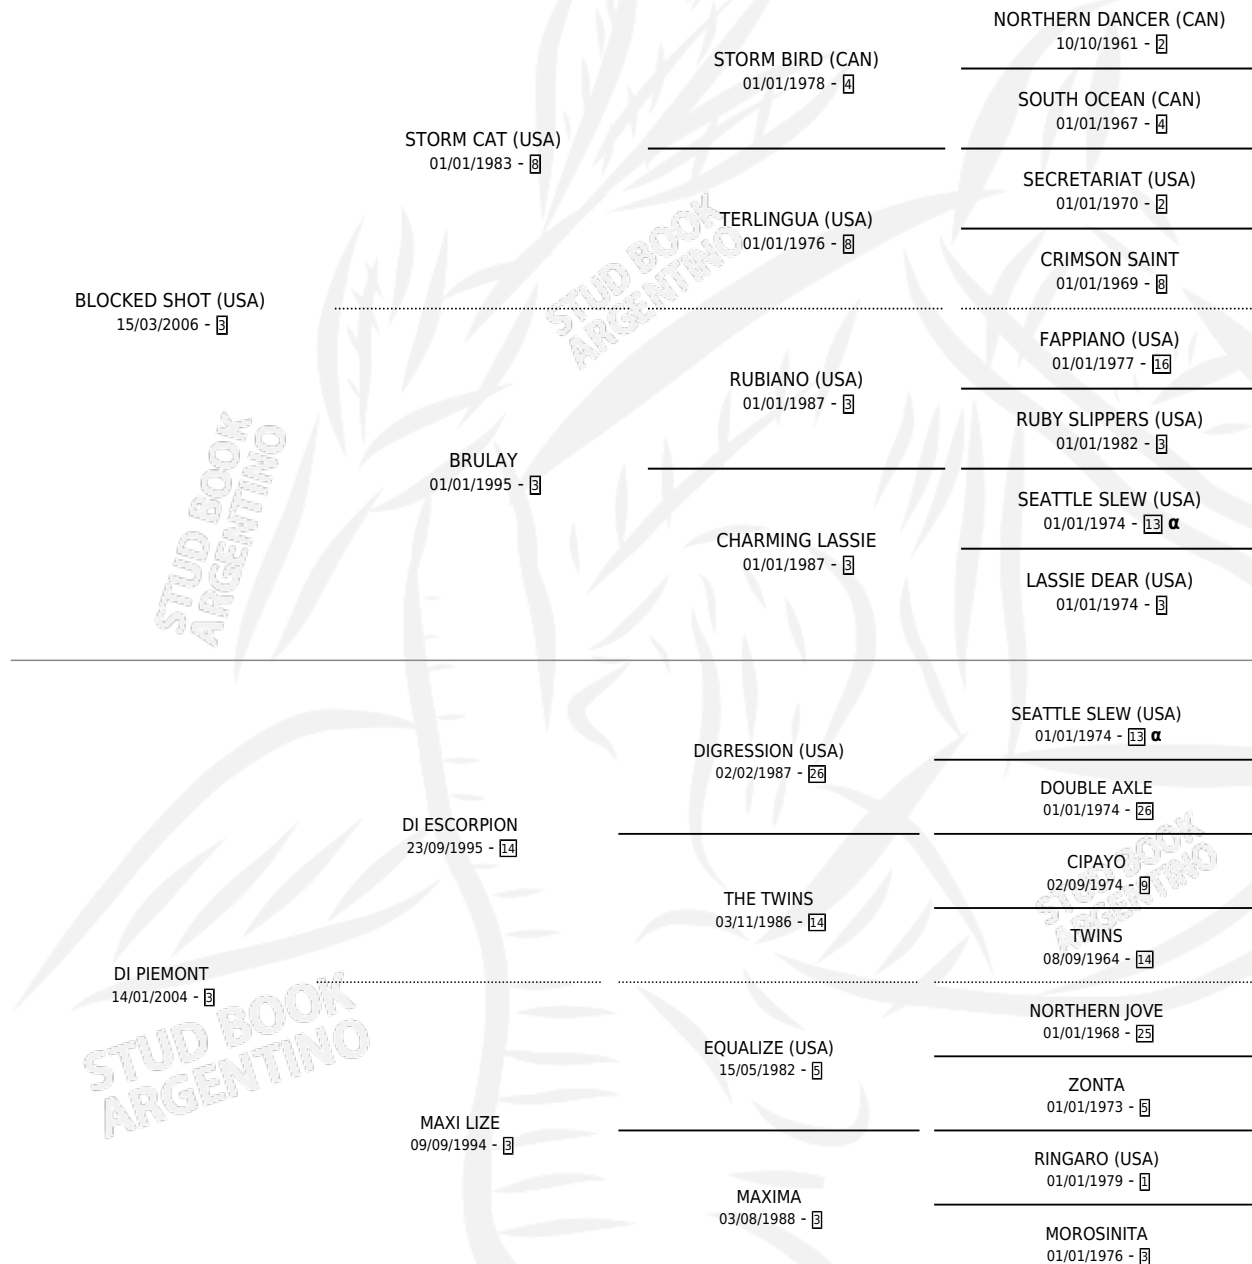 NORTHERN DANCER (CAN)
10/10/1961 - 2
STORM BIRD (CAN)
01/01/1978 - 4
SOUTH OCEAN (CAN)
01/01/1967 - 4
STORM CAT (USA)
01/01/1983 - 8
SECRETARIAT (USA)
01/01/1970 - 2
TERLINGUA (USA)
01/01/1976 - 8
CRIMSON SAINT
01/01/1969 - 8
BLOCKED SHOT (USA)
15/03/2006 - 3
FAPPIANO (USA)
01/01/1977 - 16
RUBIANO (USA)
01/01/1987 - 3
RUBY SLIPPERS (USA)
01/01/1982 - 3
BRULAY
01/01/1995 - 3
SEATTLE SLEW (USA)
01/01/1974 - 13 α
CHARMING LASSIE
01/01/1987 - 3
LASSIE DEAR (USA)
01/01/1974 - 3
SEATTLE SLEW (USA)
01/01/1974 - 13 α
DIGRESSION (USA)
02/02/1987 - 26
DOUBLE AXLE
01/01/1974 - 26
DI ESCORPION
23/09/1995 - 14
CIPAYO
02/09/1974 - 9
THE TWINS
03/11/1986 - 14
TWINS
08/09/1964 - 14
DI PIEMONT
14/01/2004 - 3
NORTHERN JOVE
01/01/1968 - 25
EQUALIZE (USA)
15/05/1982 - 5
ZONTA
01/01/1973 - 5
MAXI LIZE
09/09/1994 - 3
RINGARO (USA)
01/01/1979 - 1
MAXIMA
03/08/1988 - 3
MOROSINITA
01/01/1976 - 3
STUD BOOK
ARGENTINO
STUD BOOK
ARGENTINO
STUD BOOK
ARGENTINO
STUD BOOK
ARGENTINO